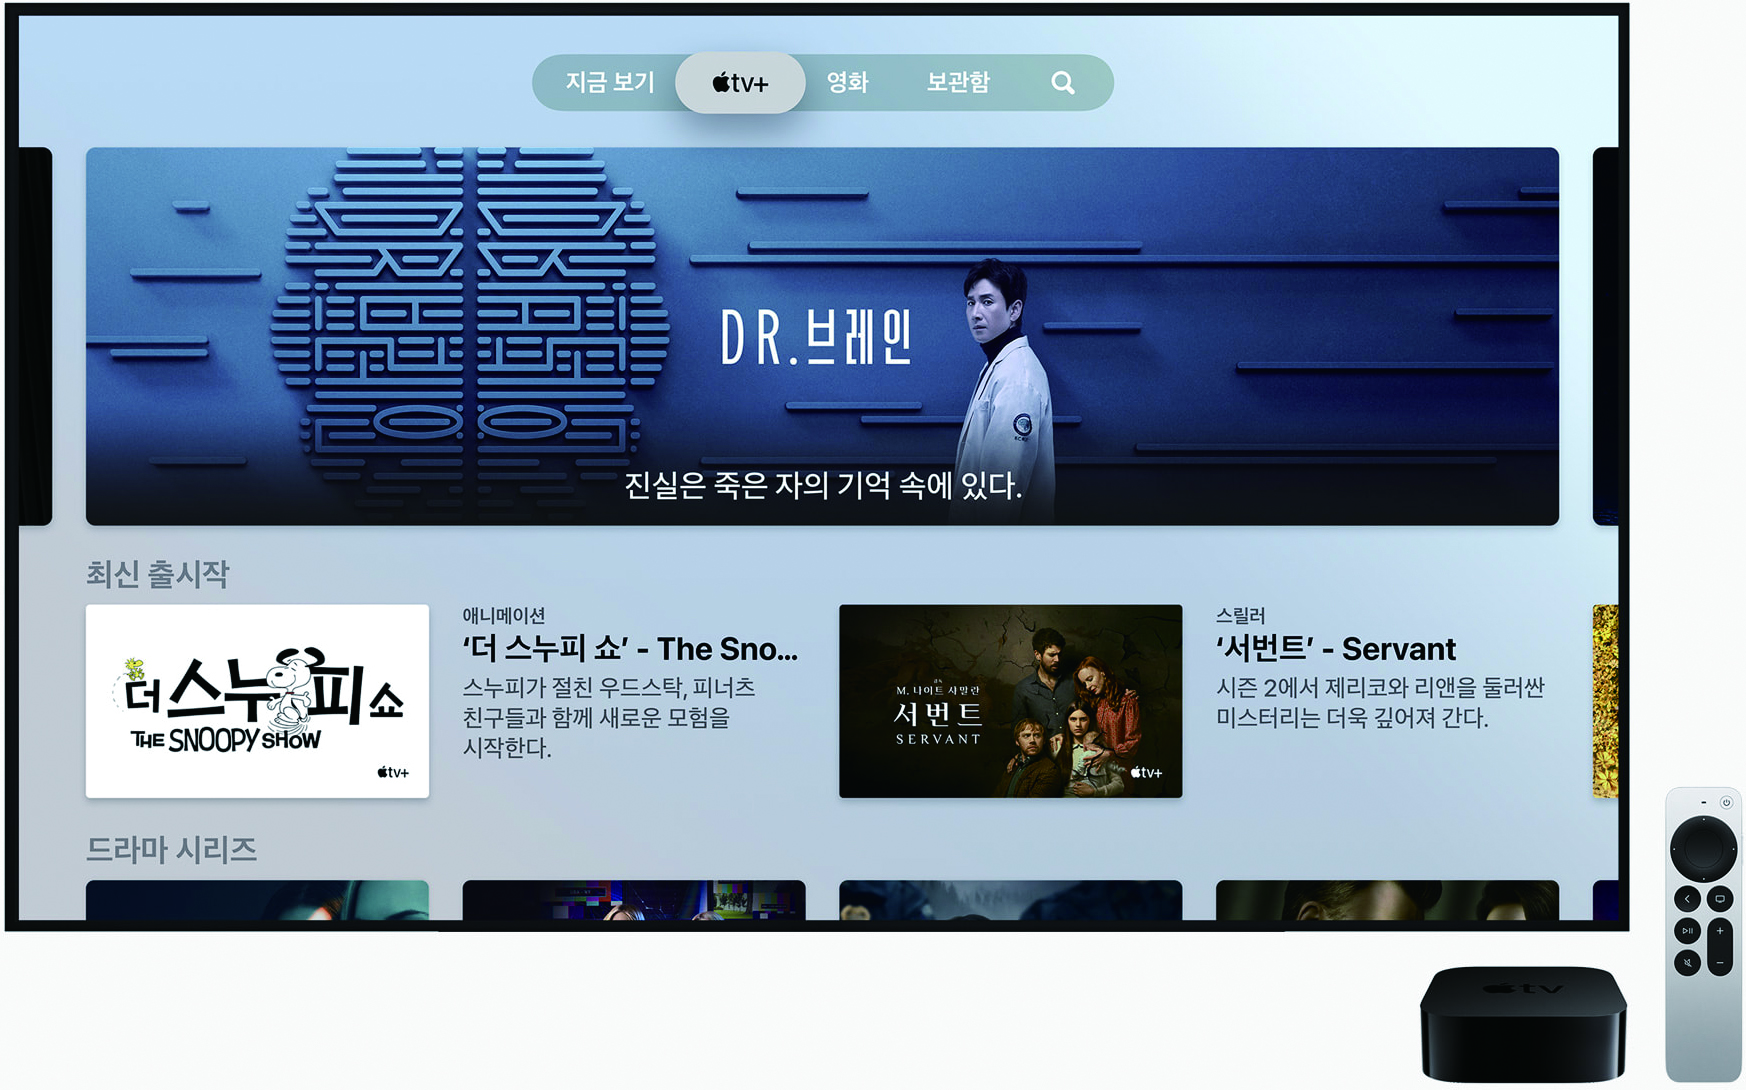 지금 보기
tv+
영화
보관함
DR.브레인
진실은 죽은 자의 기억 속에 있다.
최신 출시작
더 스누피 쇼
THE SNOOPY SHOW
tv+
애니메이션
‘더 스누피 쇼’ - The Sno...
스누피가 절친 우드스탁, 피너츠
친구들과 함께 새로운 모험을
시작한다.
감독
M. 나이트 샤말란
서번트
SERVANT
tv+
스릴러
‘서번트’ - Servant
시즌 2에서 제리코와 리앤을 둘러싼
미스터리는 더욱 깊어져 간다.
드라마 시리즈
tv